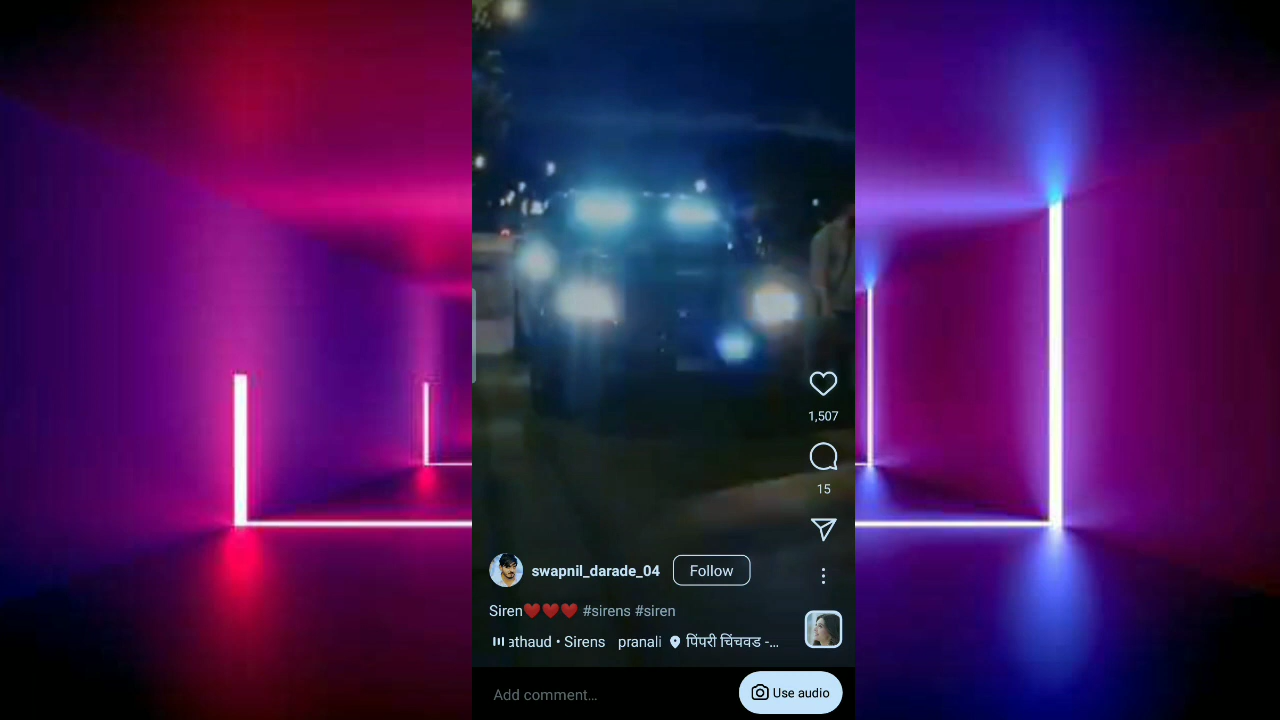 1,507
15
swapnil_darade_04 Follow
Siren❤️❤️❤️ #sirens #siren
athaud • Sirens pranali पिंपरी चिंचवड -...
Add comment... Use audio